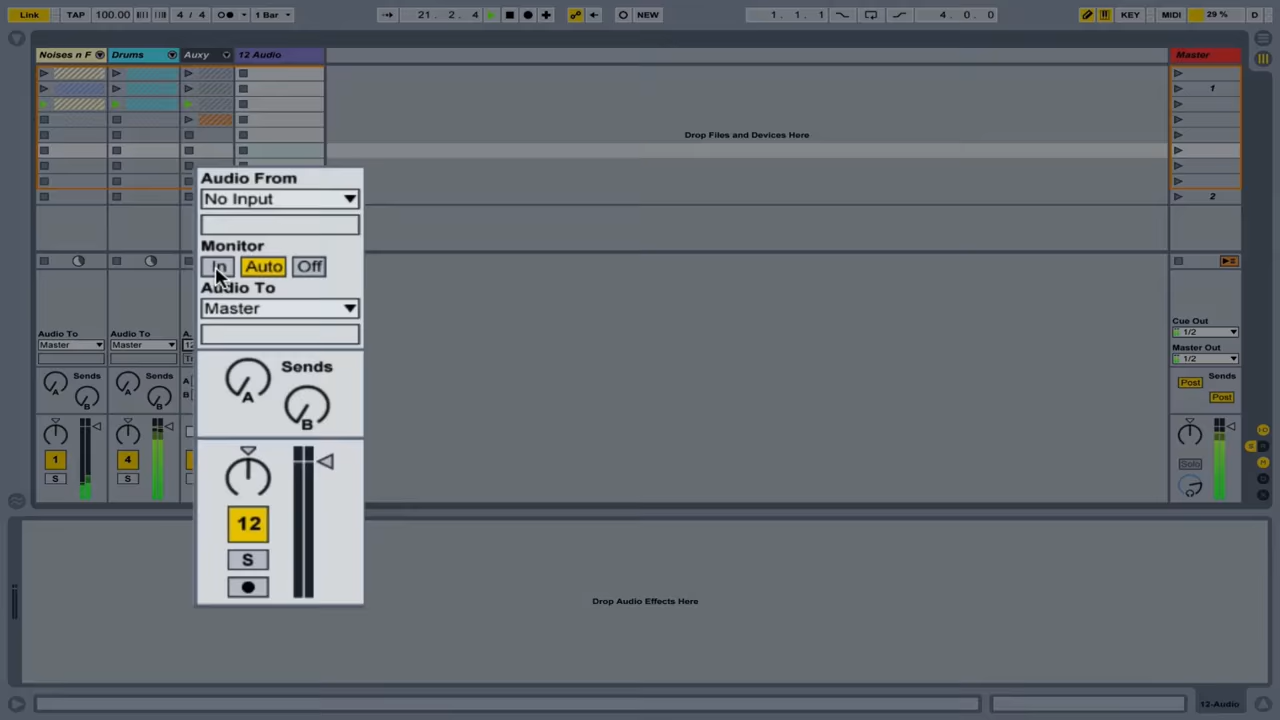 Link TAP 100.00 4 / 4 1 Bar 21. 2. 4 NEW 1. 1. 1 4. 0. 0 KEY MIDI 29 % D
Noises n F Drums Auxy 12 Audio Master
1
Drop Files and Devices Here
2
Audio From
No Input
Monitor
In Auto Off
Audio To
Master
Sends
A
B
12
S
Audio To
Master
Sends
A
B
1
S
Audio To
Master
Sends
A
B
4
S
Cue Out
1/2
Master Out
1/2
Sends
Post
Post
Solo
Drop Audio Effects Here
12-Audio